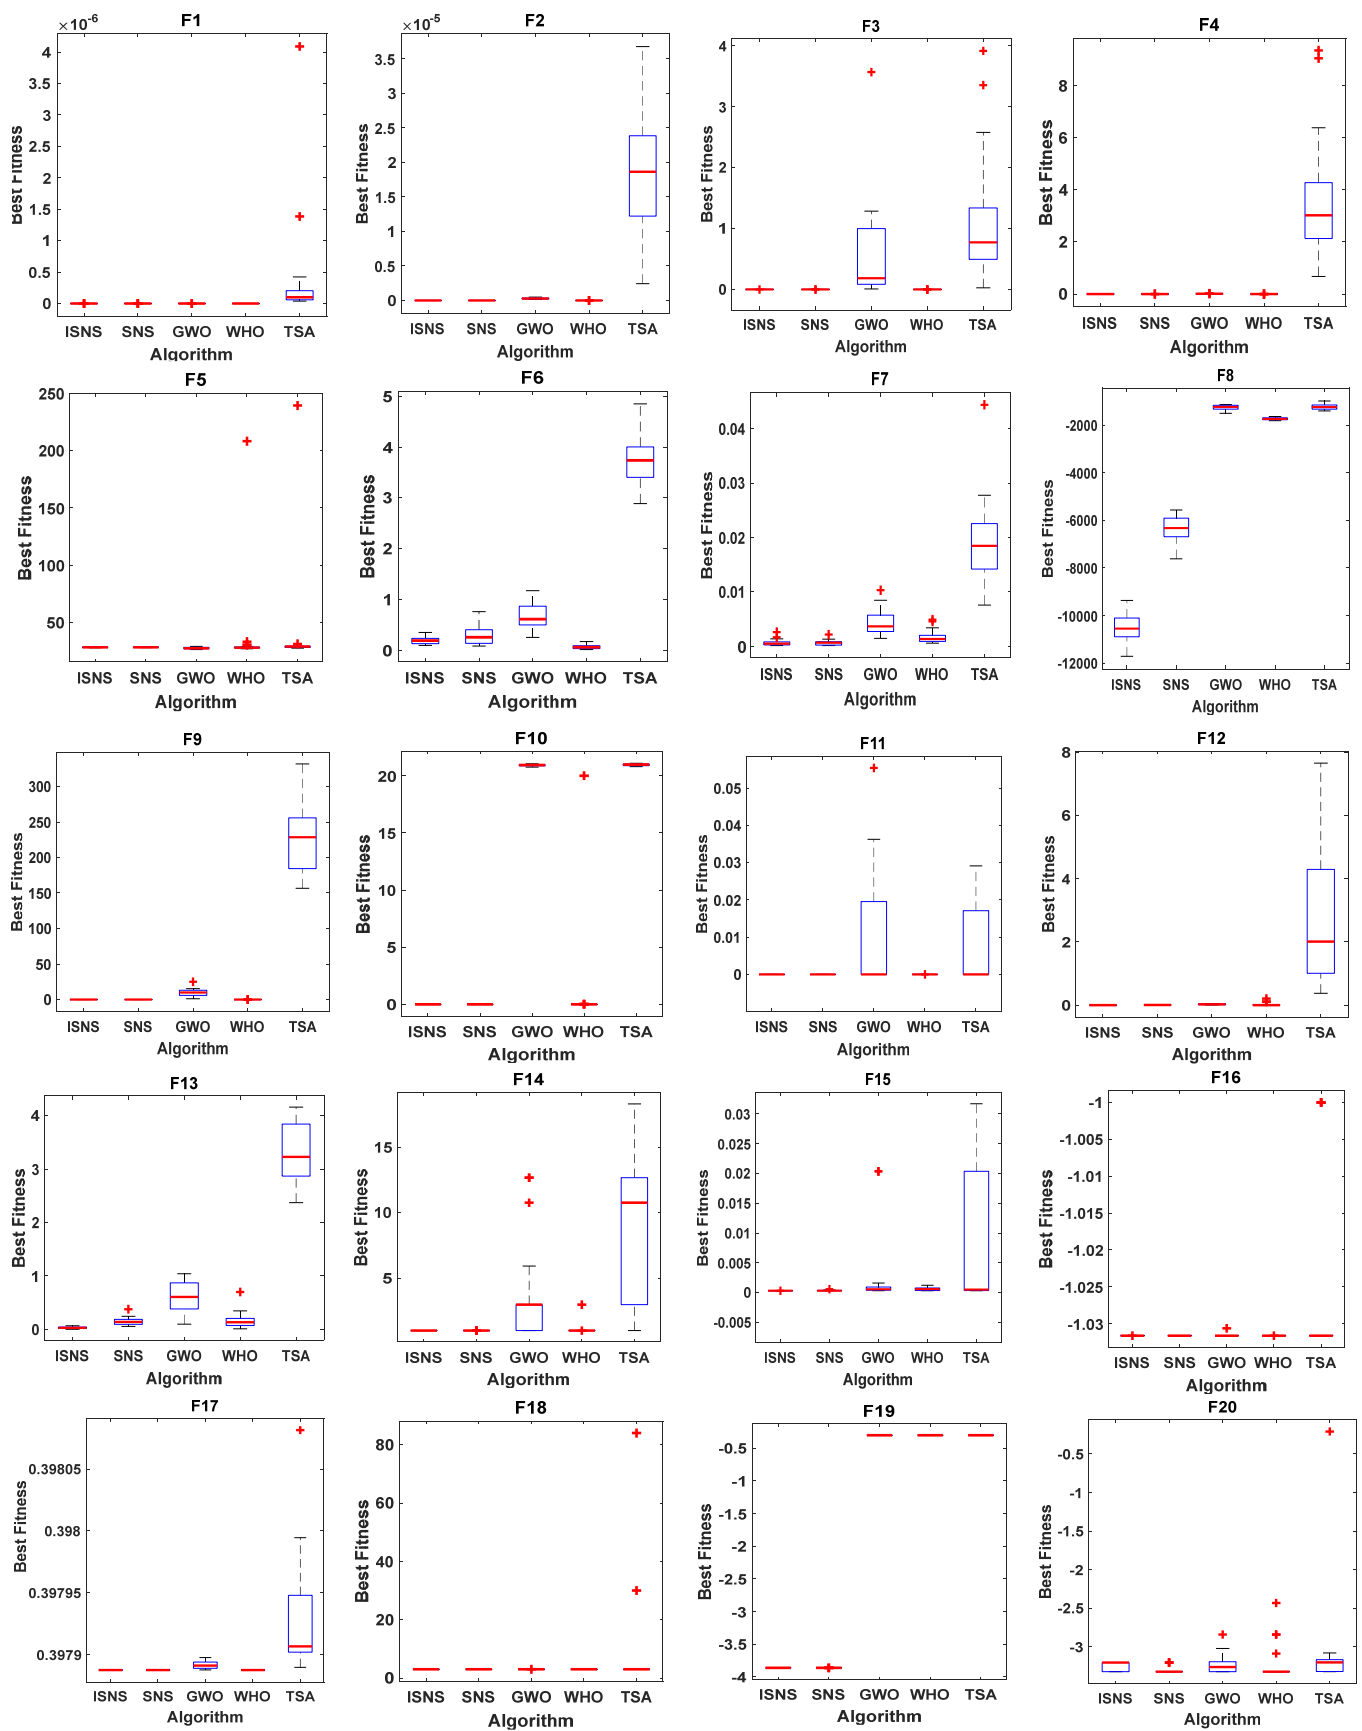 F1
×10^-6
Best Fitness
4
3.5
3
2.5
2
1.5
1
0.5
0
ISNS SNS GWO WHO TSA
Algorithm
F2
×10^-5
Best Fitness
3.5
3
2.5
2
1.5
1
0.5
0
ISNS SNS GWO WHO TSA
Algorithm
F3
Best Fitness
4
3
2
1
0
ISNS SNS GWO WHO TSA
Algorithm
F4
Best Fitness
8
6
4
2
0
ISNS SNS GWO WHO TSA
Algorithm
F5
Best Fitness
250
200
150
100
50
ISNS SNS GWO WHO TSA
Algorithm
F6
Best Fitness
5
4
3
2
1
0
ISNS SNS GWO WHO TSA
Algorithm
F7
Best Fitness
0.04
0.03
0.02
0.01
0
ISNS SNS GWO WHO TSA
Algorithm
F8
Best Fitness
-2000
-4000
-6000
-8000
-10000
-12000
ISNS SNS GWO WHO TSA
Algorithm
F9
Best Fitness
300
250
200
150
100
50
0
ISNS SNS GWO WHO TSA
Algorithm
F10
Best Fitness
20
15
10
5
0
ISNS SNS GWO WHO TSA
Algorithm
F11
Best Fitness
0.05
0.04
0.03
0.02
0.01
0
ISNS SNS GWO WHO TSA
Algorithm
F12
Best Fitness
8
6
4
2
0
ISNS SNS GWO WHO TSA
Algorithm
F13
Best Fitness
4
3
2
1
0
ISNS SNS GWO WHO TSA
Algorithm
F14
Best Fitness
15
10
5
ISNS SNS GWO WHO TSA
Algorithm
F15
Best Fitness
0.03
0.025
0.02
0.015
0.01
0.005
0
-0.005
ISNS SNS GWO WHO TSA
Algorithm
F16
Best Fitness
-1
-1.005
-1.01
-1.015
-1.02
-1.025
-1.03
ISNS SNS GWO WHO TSA
Algorithm
F17
Best Fitness
0.39805
0.398
0.39795
0.3979
ISNS SNS GWO WHO TSA
Algorithm
F18
Best Fitness
80
60
40
20
0
ISNS SNS GWO WHO TSA
Algorithm
F19
Best Fitness
-0.5
-1
-1.5
-2
-2.5
-3
-3.5
-4
ISNS SNS GWO WHO TSA
Algorithm
F20
Best Fitness
-0.5
-1
-1.5
-2
-2.5
-3
ISNS SNS GWO WHO TSA
Algorithm